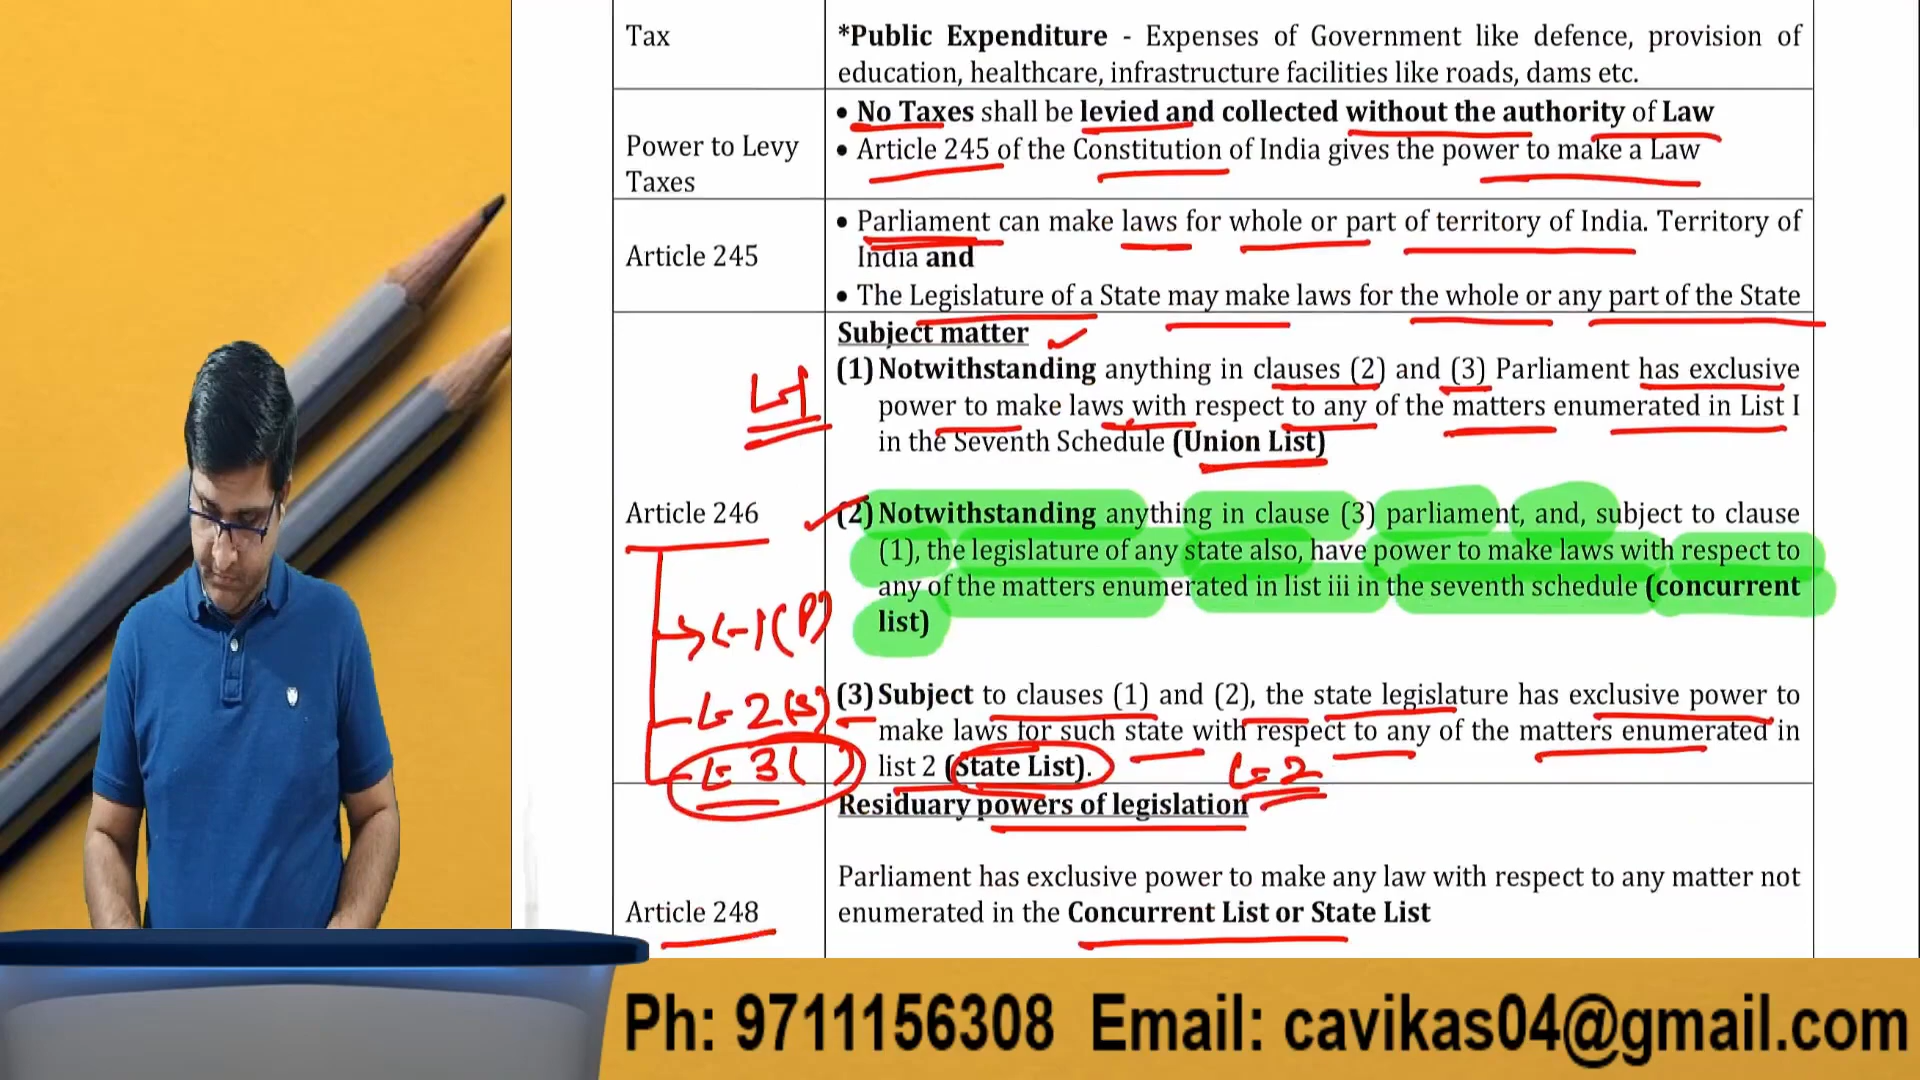 Tax
*Public Expenditure - Expenses of Government like defence, provision of
education, healthcare, infrastructure facilities like roads, dams etc.
Power to Levy
Taxes
• No Taxes shall be levied and collected without the authority of Law
• Article 245 of the Constitution of India gives the power to make a Law
Article 245
• Parliament can make laws for whole or part of territory of India. Territory of
India and
• The Legislature of a State may make laws for the whole or any part of the State
Article 246
Subject matter
(1) Notwithstanding anything in clauses (2) and (3) Parliament has exclusive
power to make laws with respect to any of the matters enumerated in List I
in the Seventh Schedule (Union List)
L-1
(2) Notwithstanding anything in clause (3) parliament, and, subject to clause
(1), the legislature of any state also, have power to make laws with respect to
any of the matters enumerated in list iii in the seventh schedule (concurrent
list)
L-1(P)
L-2(S)
L-3( )
(3) Subject to clauses (1) and (2), the state legislature has exclusive power to
make laws for such state with respect to any of the matters enumerated in
list 2 (State List).
L-2
Article 248
Residuary powers of legislation
Parliament has exclusive power to make any law with respect to any matter not
enumerated in the Concurrent List or State List
Ph: 9711156308 Email: cavikas04@gmail.com